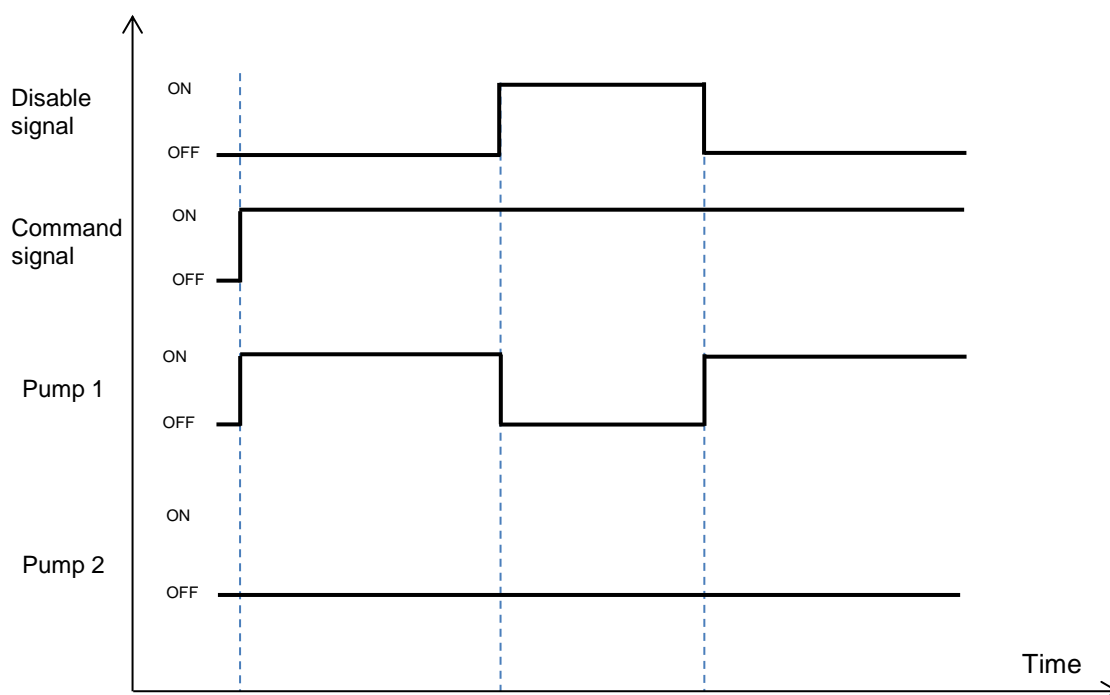 Disable
signal
ON
OFF
Command
signal
ON
OFF
Pump 1
ON
OFF
Pump 2
ON
OFF
Time